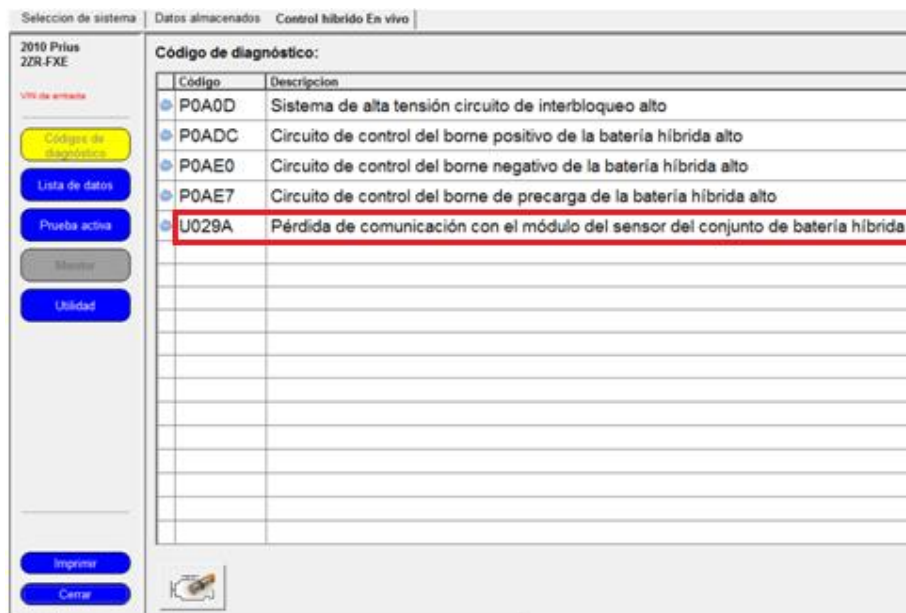 Seleccion de sistema
Datos almacenados
Control híbrido En vivo
2010 Prius
2ZR-FXE
VIN de entrada
Códigos de
diagnóstico
Lista de datos
Prueba activa
Monitor
Utilidad
Imprimir
Cerrar
Código de diagnóstico:
Código Descripcion
P0A0D Sistema de alta tensión circuito de interbloqueo alto
P0ADC Circuito de control del borne positivo de la batería híbrida alto
P0AE0 Circuito de control del borne negativo de la batería híbrida alto
P0AE7 Circuito de control del borne de precarga de la batería híbrida alto
U029A Pérdida de comunicación con el módulo del sensor del conjunto de batería híbrida